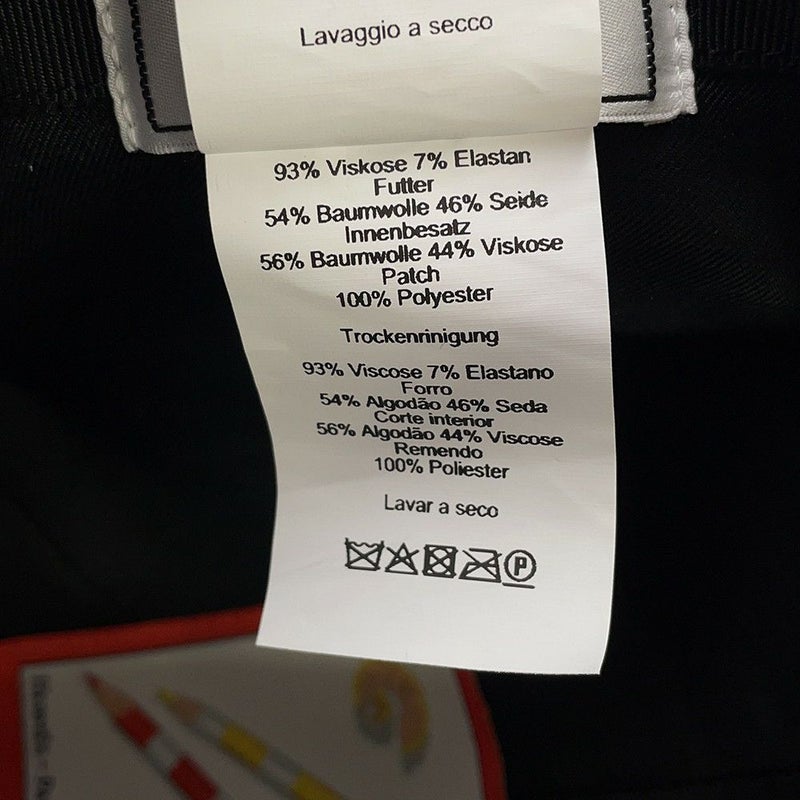 Lavaggio a secco
93% Viskose 7% Elastan
Futter
54% Baumwolle 46% Seide
Innenbesatz
56% Baumwolle 44% Viskose
Patch
100% Polyester
Trockenrinigung
93% Viscose 7% Elastano
Forro
54% Algodão 46% Seda
Corte interior
56% Algodão 44% Viscose
Remendo
100% Poliester
Lavar a seco
P